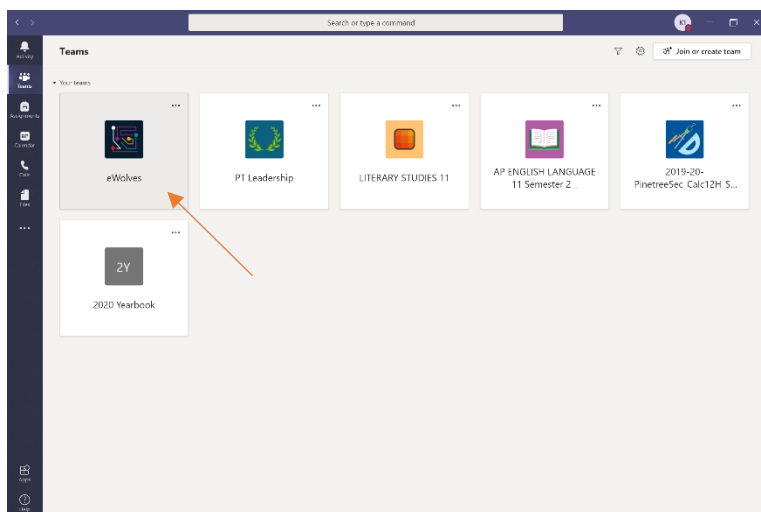 Search or type a command
Activity
Teams
Join or create team
Teams
Your teams
Assignments
Calendar
Calls
Files
eWolves
PT Leadership
LITERARY STUDIES 11
AP ENGLISH LANGUAGE
11 Semester 2 _
2019-20-
PinetreeSec_Calc12H_S...
2Y
2020 Yearbook
Apps
Help